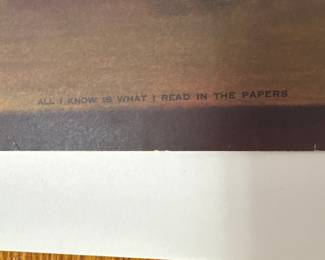 ALL I KNOW IS WHAT I READ IN THE PAPERS